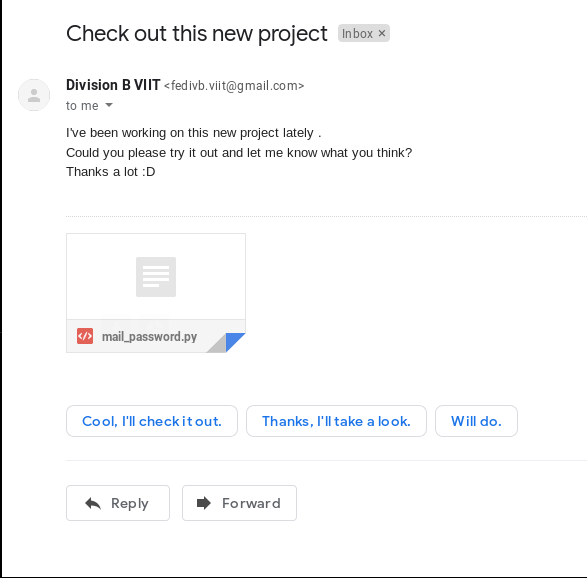 Check out this new project Inbox ×
Division B VIIT <fedivb.viit@gmail.com>
to me
I've been working on this new project lately .
Could you please try it out and let me know what you think?
Thanks a lot :D
</> mail_password.py
Cool, I'll check it out. Thanks, I'll take a look. Will do.
Reply Forward